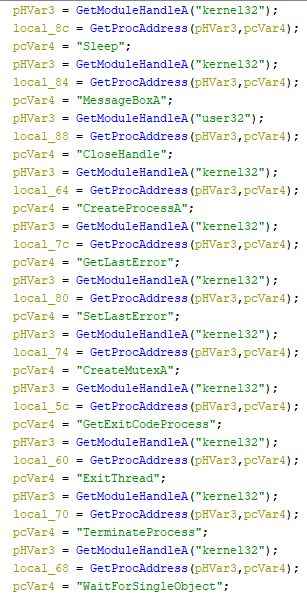 pHVar3 = GetModuleHandleA("kernel32");
local_8c = GetProcAddress(pHVar3,pcVar4);
pcVar4 = "Sleep";
pHVar3 = GetModuleHandleA("kernel32");
local_84 = GetProcAddress(pHVar3,pcVar4);
pcVar4 = "MessageBoxA";
pHVar3 = GetModuleHandleA("user32");
local_88 = GetProcAddress(pHVar3,pcVar4);
pcVar4 = "CloseHandle";
pHVar3 = GetModuleHandleA("kernel32");
local_64 = GetProcAddress(pHVar3,pcVar4);
pcVar4 = "CreateProcessA";
pHVar3 = GetModuleHandleA("kernel32");
local_7c = GetProcAddress(pHVar3,pcVar4);
pcVar4 = "GetLastError";
pHVar3 = GetModuleHandleA("kernel32");
local_80 = GetProcAddress(pHVar3,pcVar4);
pcVar4 = "SetLastError";
pHVar3 = GetModuleHandleA("kernel32");
local_74 = GetProcAddress(pHVar3,pcVar4);
pcVar4 = "CreateMutexA";
pHVar3 = GetModuleHandleA("kernel32");
local_5c = GetProcAddress(pHVar3,pcVar4);
pcVar4 = "GetExitCodeProcess";
pHVar3 = GetModuleHandleA("kernel32");
local_60 = GetProcAddress(pHVar3,pcVar4);
pcVar4 = "ExitThread";
pHVar3 = GetModuleHandleA("kernel32");
local_70 = GetProcAddress(pHVar3,pcVar4);
pcVar4 = "TerminateProcess";
pHVar3 = GetModuleHandleA("kernel32");
local_68 = GetProcAddress(pHVar3,pcVar4);
pcVar4 = "WaitForSingleObject";